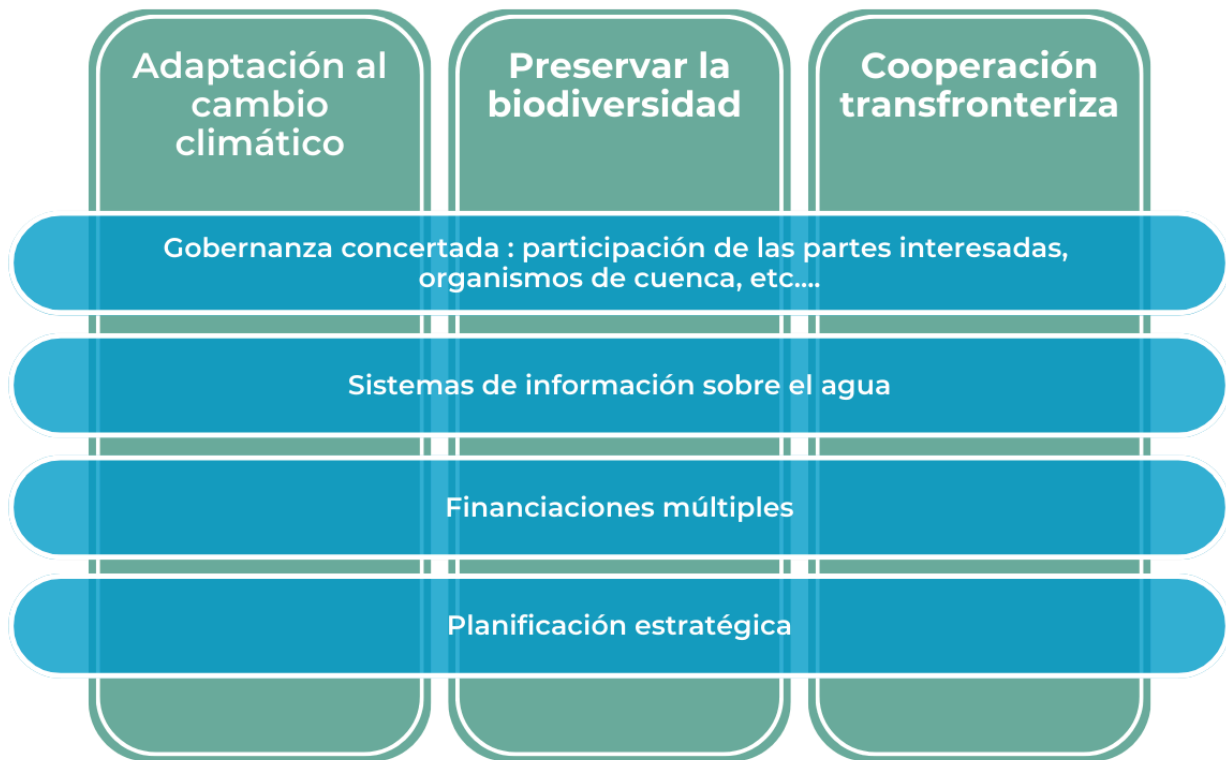 Adaptación al
cambio
climático
Preservar la
biodiversidad
Cooperación
transfronteriza
Gobernanza concertada : participación de las partes interesadas,
organismos de cuenca, etc....
Sistemas de información sobre el agua
Financiaciones múltiples
Planificación estratégica